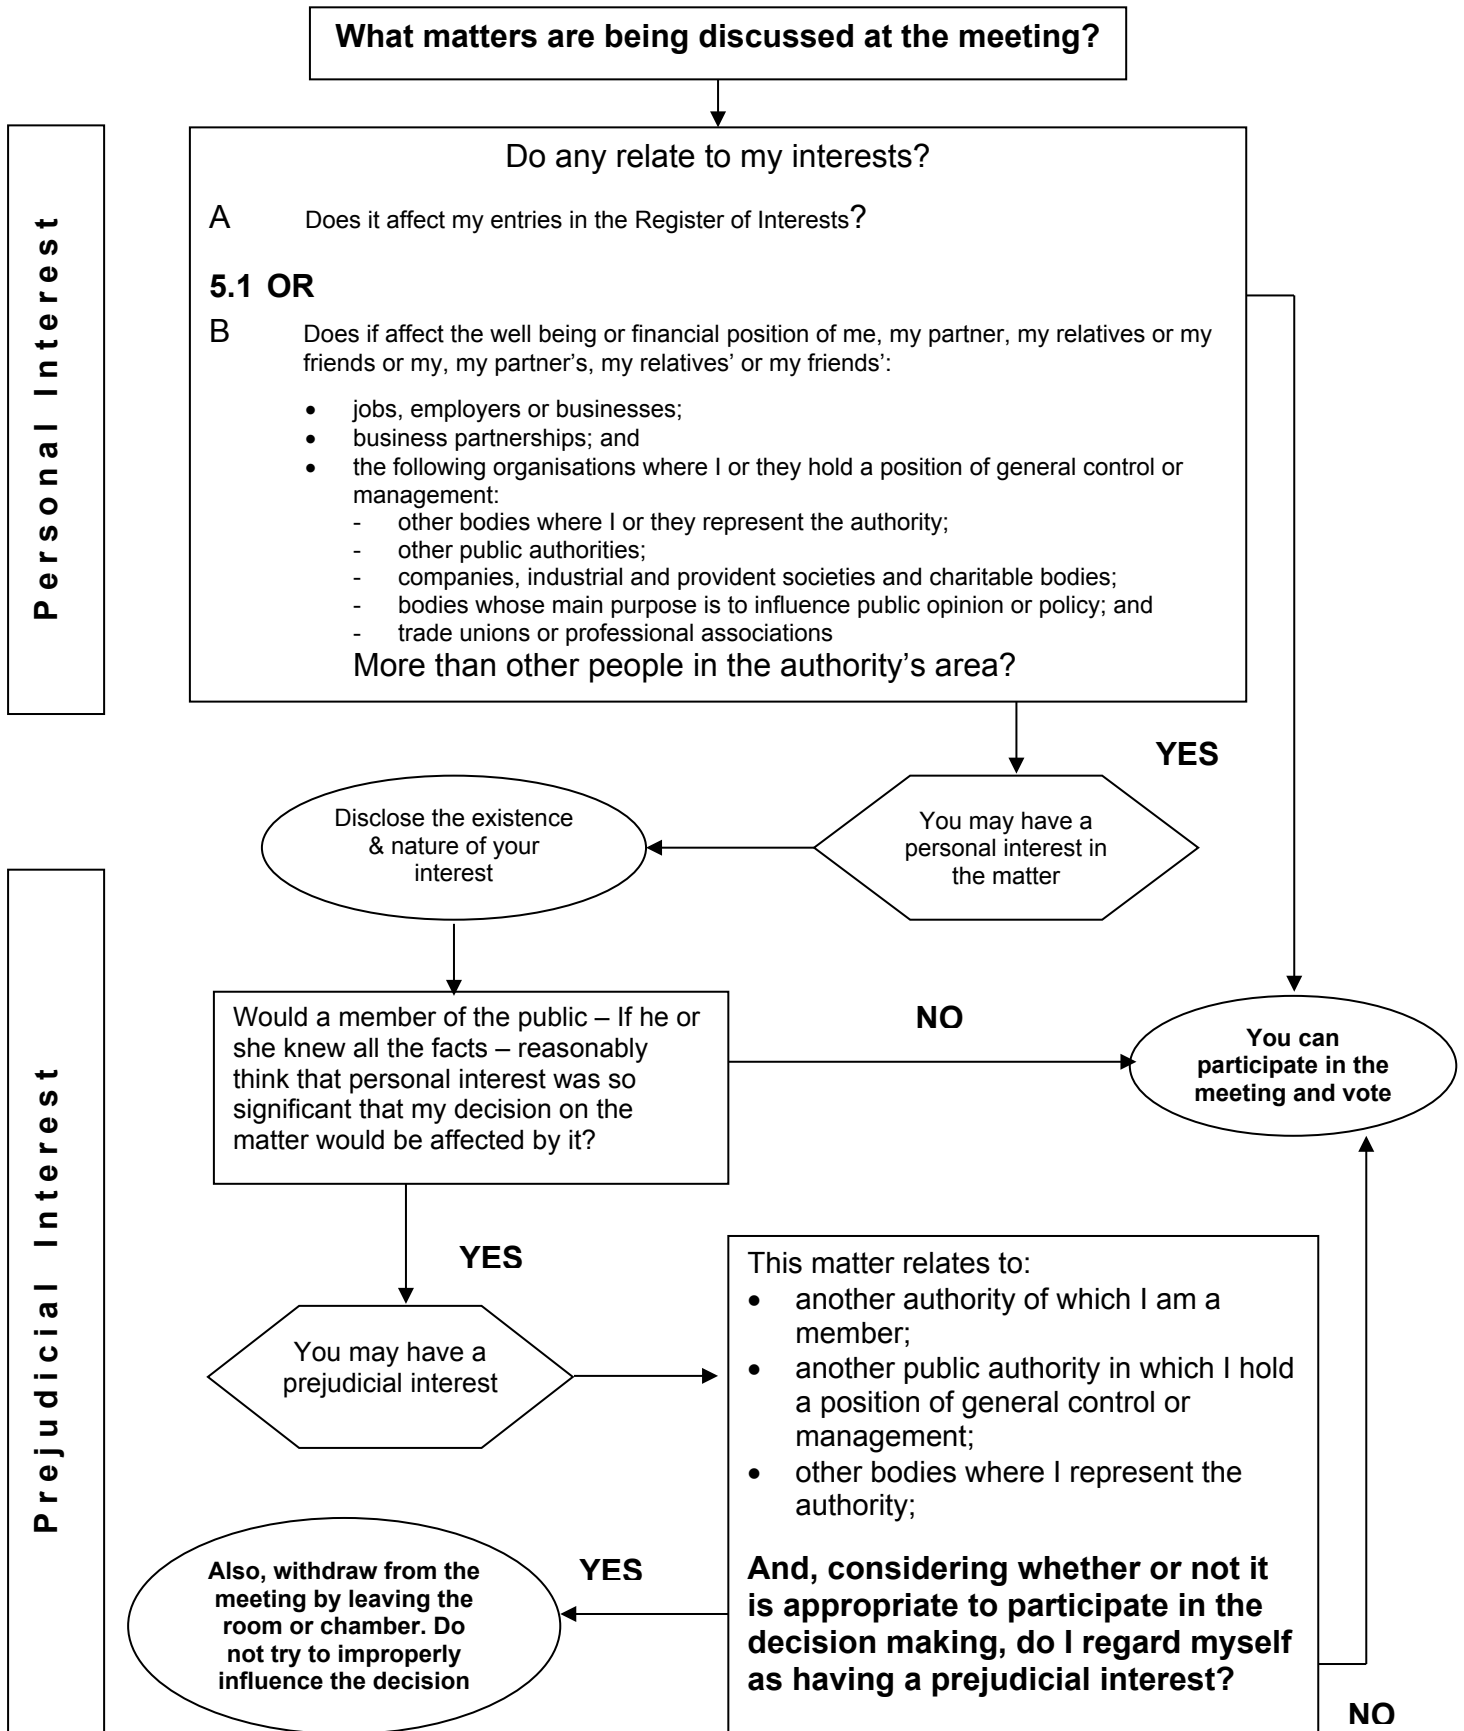 What matters are being discussed at the meeting?
Personal Interest
Do any relate to my interests?
A Does it affect my entries in the Register of Interests?
5.1 OR
B Does if affect the well being or financial position of me, my partner, my relatives or my
friends or my, my partner’s, my relatives’ or my friends’:
• jobs, employers or businesses;
• business partnerships; and
• the following organisations where I or they hold a position of general control or
management:
- other bodies where I or they represent the authority;
- other public authorities;
- companies, industrial and provident societies and charitable bodies;
- bodies whose main purpose is to influence public opinion or policy; and
- trade unions or professional associations
More than other people in the authority’s area?
YES
You may have a
personal interest in
the matter
Disclose the existence
& nature of your
interest
Prejudicial Interest
Would a member of the public – If he or
she knew all the facts – reasonably
think that personal interest was so
significant that my decision on the
matter would be affected by it?
NO
You can
participate in the
meeting and vote
YES
You may have a
prejudicial interest
This matter relates to:
• another authority of which I am a
member;
• another public authority in which I hold
a position of general control or
management;
• other bodies where I represent the
authority;
And, considering whether or not it
is appropriate to participate in the
decision making, do I regard myself
as having a prejudicial interest?
YES
Also, withdraw from the
meeting by leaving the
room or chamber. Do
not try to improperly
influence the decision
NO